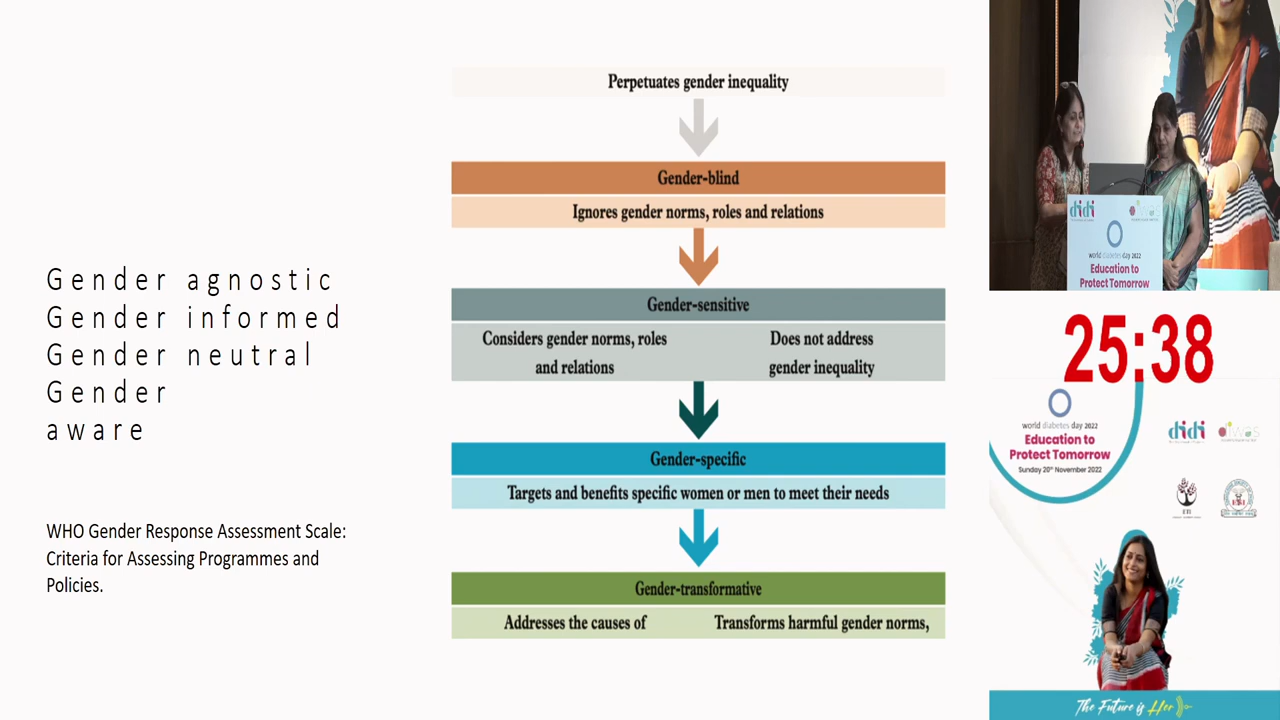 Gender agnostic
Gender informed
Gender neutral
Gender
aware
WHO Gender Response Assessment Scale:
Criteria for Assessing Programmes and
Policies.
Perpetuates gender inequality
Gender-blind
Ignores gender norms, roles and relations
Gender-sensitive
Considers gender norms, roles
and relations
Does not address
gender inequality
Gender-specific
Targets and benefits specific women or men to meet their needs
Gender-transformative
Addresses the causes of
Transforms harmful gender norms,
didi
world diabetes day 2022
Education to
Protect Tomorrow
25:38
world diabetes day 2022
Education to
Protect Tomorrow
Sunday 20th November 2022
didi
The Future is Her